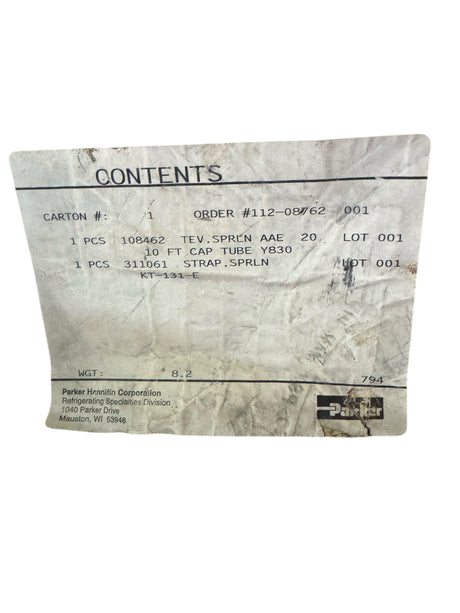 CONTENTS
CARTON #: 1 ORDER #112-08762 001
1 PCS 108462 TEV.SPRLN AAE 20 LOT 001
10 FT CAP TUBE Y830
1 PCS 311061 STRAP.SPRLN LOT 001
KT-131-E
WGT: 8.2 794
Parker Hannifin Corporation
Refrigerating Specialties Division
1040 Parker Drive
Mauston, WI 53948
Parker